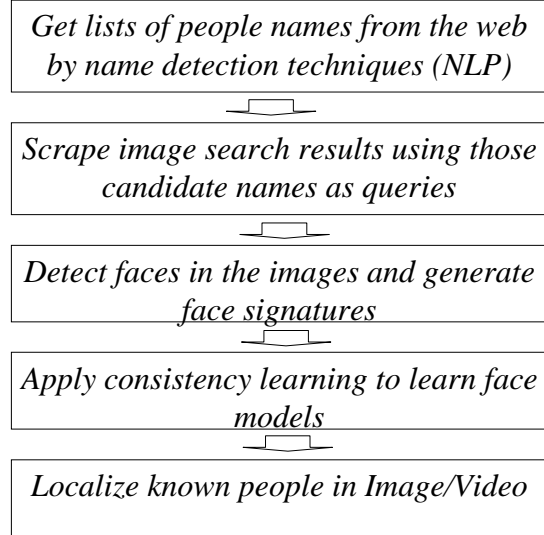 Get lists of people names from the web
by name detection techniques (NLP)
Scrape image search results using those
candidate names as queries
Detect faces in the images and generate
face signatures
Apply consistency learning to learn face
models
Localize known people in Image/Video